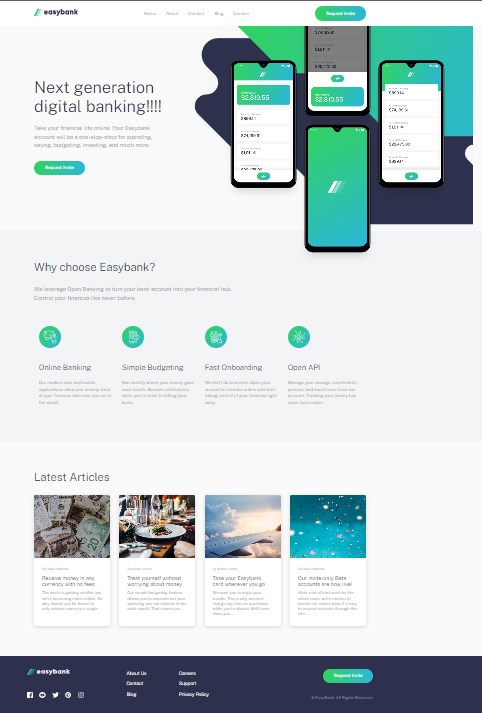 easybank
Home About Contact Blog Careers
Request Invite
Next generation
digital banking!!!!
Take your financial life online. Your Easybank
account will be a one-stop-shop for spending,
saving, budgeting, investing, and much more.
Request Invite
$2,810.55
Why choose Easybank?
We leverage Open Banking to turn your bank account into your financial hub.
Control your finances like never before.
Online Banking
Our modern web and mobile
applications allow you to keep track
of your finances wherever you are in
the world.
Simple Budgeting
See exactly where your money goes
each month. Receive notifications
when you're close to hitting your
limits.
Fast Onboarding
We don't do branches. Open your
account in minutes online and start
taking control of your finances right
away.
Open API
Manage your savings, investments,
pension, and much more from one
account. Tracking your money has
never been easier.
Latest Articles
Receive money in any
currency with no fees
The world is getting smaller and
we're becoming more mobile. So
why should you be forced to
only receive money in a single…
Treat yourself without
worrying about money
Our simple budgeting feature
allows you to separate out your
spending and set realistic limits
each month. That means you…
Take your Easybank
card wherever you go
We want you to enjoy your
travels. This is why we don't
charge any fees on purchases
while you're abroad. We'll even
show you…
Our invite-only Beta
accounts are now live!
After a lot of hard work by the
whole team, we're excited to
launch our closed beta. It's easy
to request an invite through the
site...
easybank
About Us
Contact
Blog
Careers
Support
Privacy Policy
Request Invite
© EasyBank. All Rights Reserved